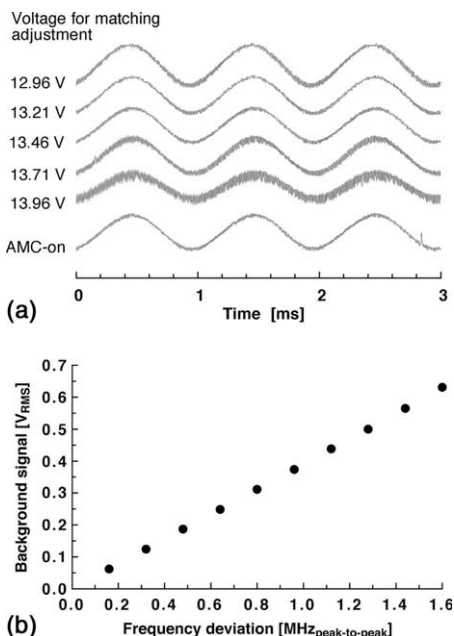 Voltage for matching
adjustment
12.96 V
13.21 V
13.46 V
13.71 V
13.96 V
AMC-on
0 1 2 3
Time [ms]
(a)
0.7
0.6
0.5
0.4
0.3
0.2
0.1
0.0
Background signal [VRMS]
0.0 0.2 0.4 0.6 0.8 1.0 1.2 1.4 1.6
Frequency deviation [MHzpeak-to-peak]
(b)